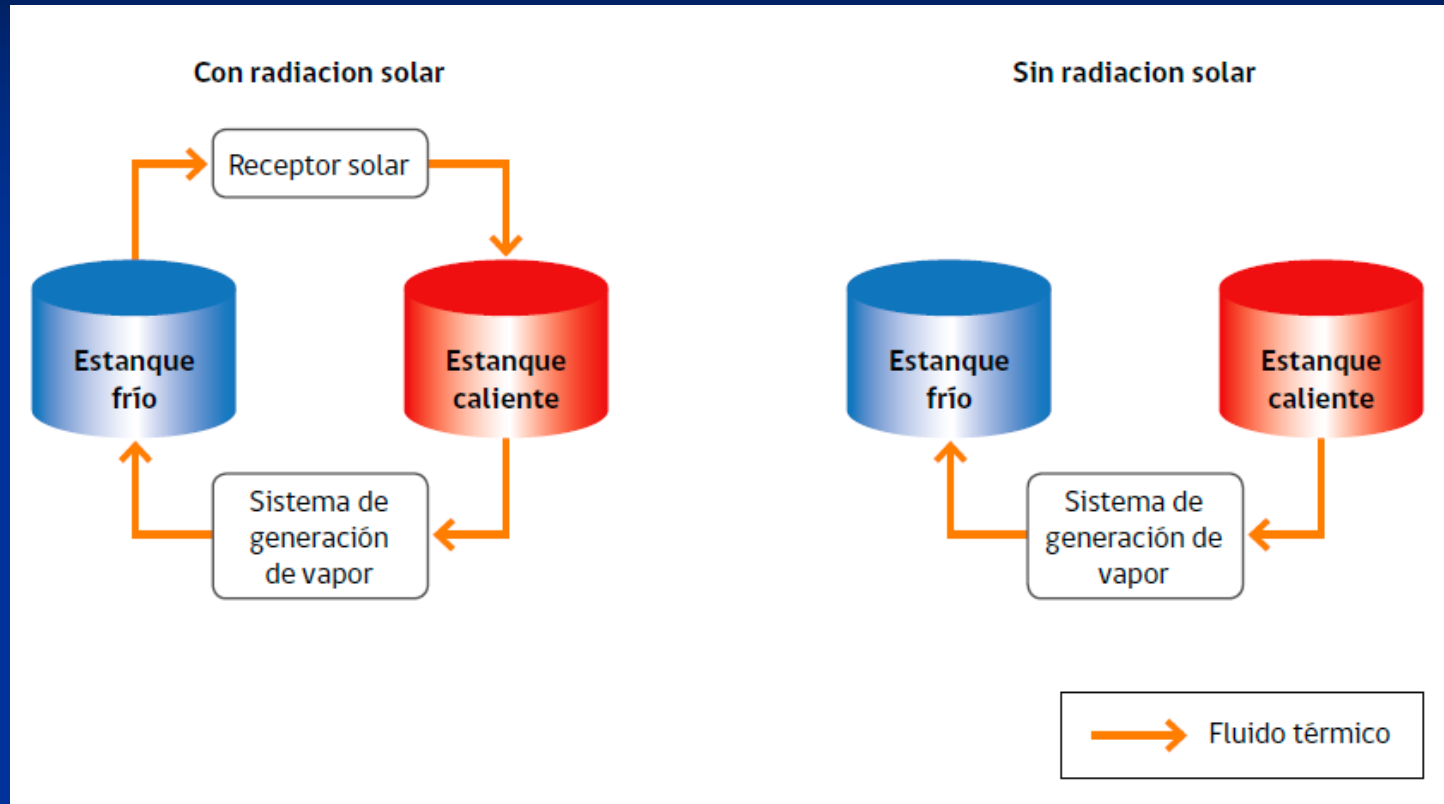 Con radiacion solar
Receptor solar
Estanque
frío
Estanque
caliente
Sistema de
generación
de vapor
Sin radiacion solar
Estanque
frío
Estanque
caliente
Sistema de
generación de
vapor
Fluido térmico